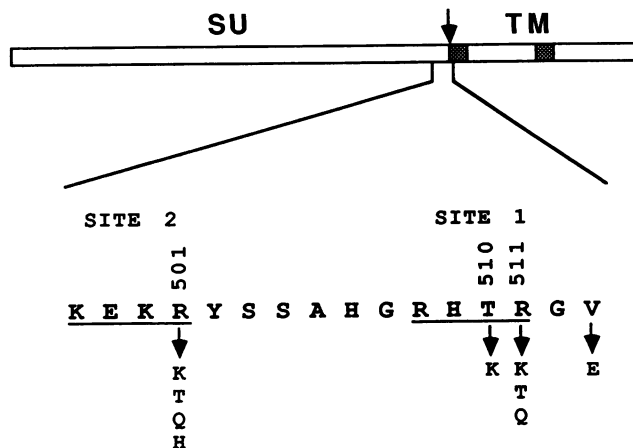 SU TM
SITE 2 SITE 1
501 510 511
K E K R Y S S A H G R H T R G V
K K K E
T T
Q Q
H